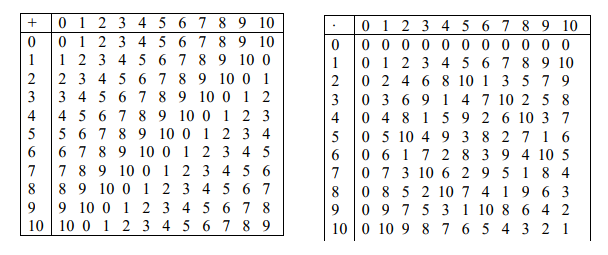 + 0 1 2 3 4 5 6 7 8 9 10
0 0 1 2 3 4 5 6 7 8 9 10
1 1 2 3 4 5 6 7 8 9 10 0
2 2 3 4 5 6 7 8 9 10 0 1
3 3 4 5 6 7 8 9 10 0 1 2
4 4 5 6 7 8 9 10 0 1 2 3
5 5 6 7 8 9 10 0 1 2 3 4
6 6 7 8 9 10 0 1 2 3 4 5
7 7 8 9 10 0 1 2 3 4 5 6
8 8 9 10 0 1 2 3 4 5 6 7
9 9 10 0 1 2 3 4 5 6 7 8
10 10 0 1 2 3 4 5 6 7 8 9
· 0 1 2 3 4 5 6 7 8 9 10
0 0 0 0 0 0 0 0 0 0 0 0
1 0 1 2 3 4 5 6 7 8 9 10
2 0 2 4 6 8 10 1 3 5 7 9
3 0 3 6 9 1 4 7 10 2 5 8
4 0 4 8 1 5 9 2 6 10 3 7
5 0 5 10 4 9 3 8 2 7 1 6
6 0 6 1 7 2 8 3 9 4 10 5
7 0 7 3 10 6 2 9 5 1 8 4
8 0 8 5 2 10 7 4 1 9 6 3
9 0 9 7 5 3 1 10 8 6 4 2
10 0 10 9 8 7 6 5 4 3 2 1